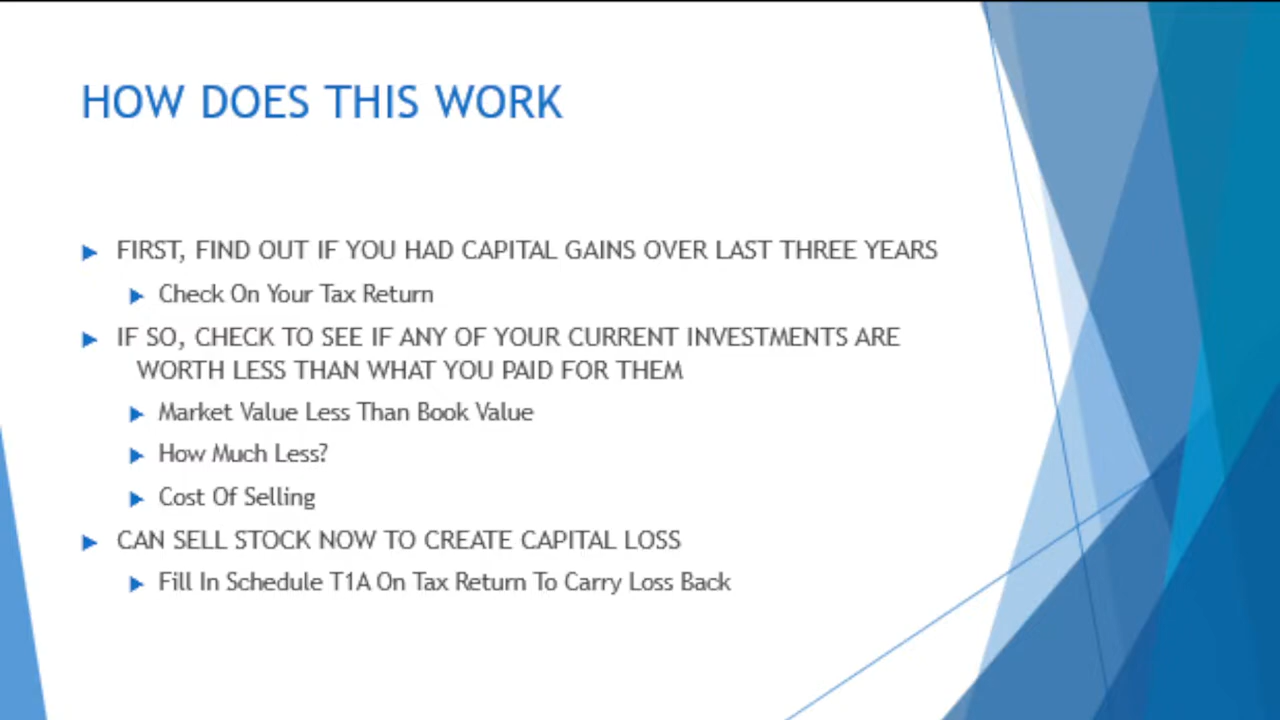 HOW DOES THIS WORK
FIRST, FIND OUT IF YOU HAD CAPITAL GAINS OVER LAST THREE YEARS
Check On Your Tax Return
IF SO, CHECK TO SEE IF ANY OF YOUR CURRENT INVESTMENTS ARE
WORTH LESS THAN WHAT YOU PAID FOR THEM
Market Value Less Than Book Value
How Much Less?
Cost Of Selling
CAN SELL STOCK NOW TO CREATE CAPITAL LOSS
Fill In Schedule T1A On Tax Return To Carry Loss Back